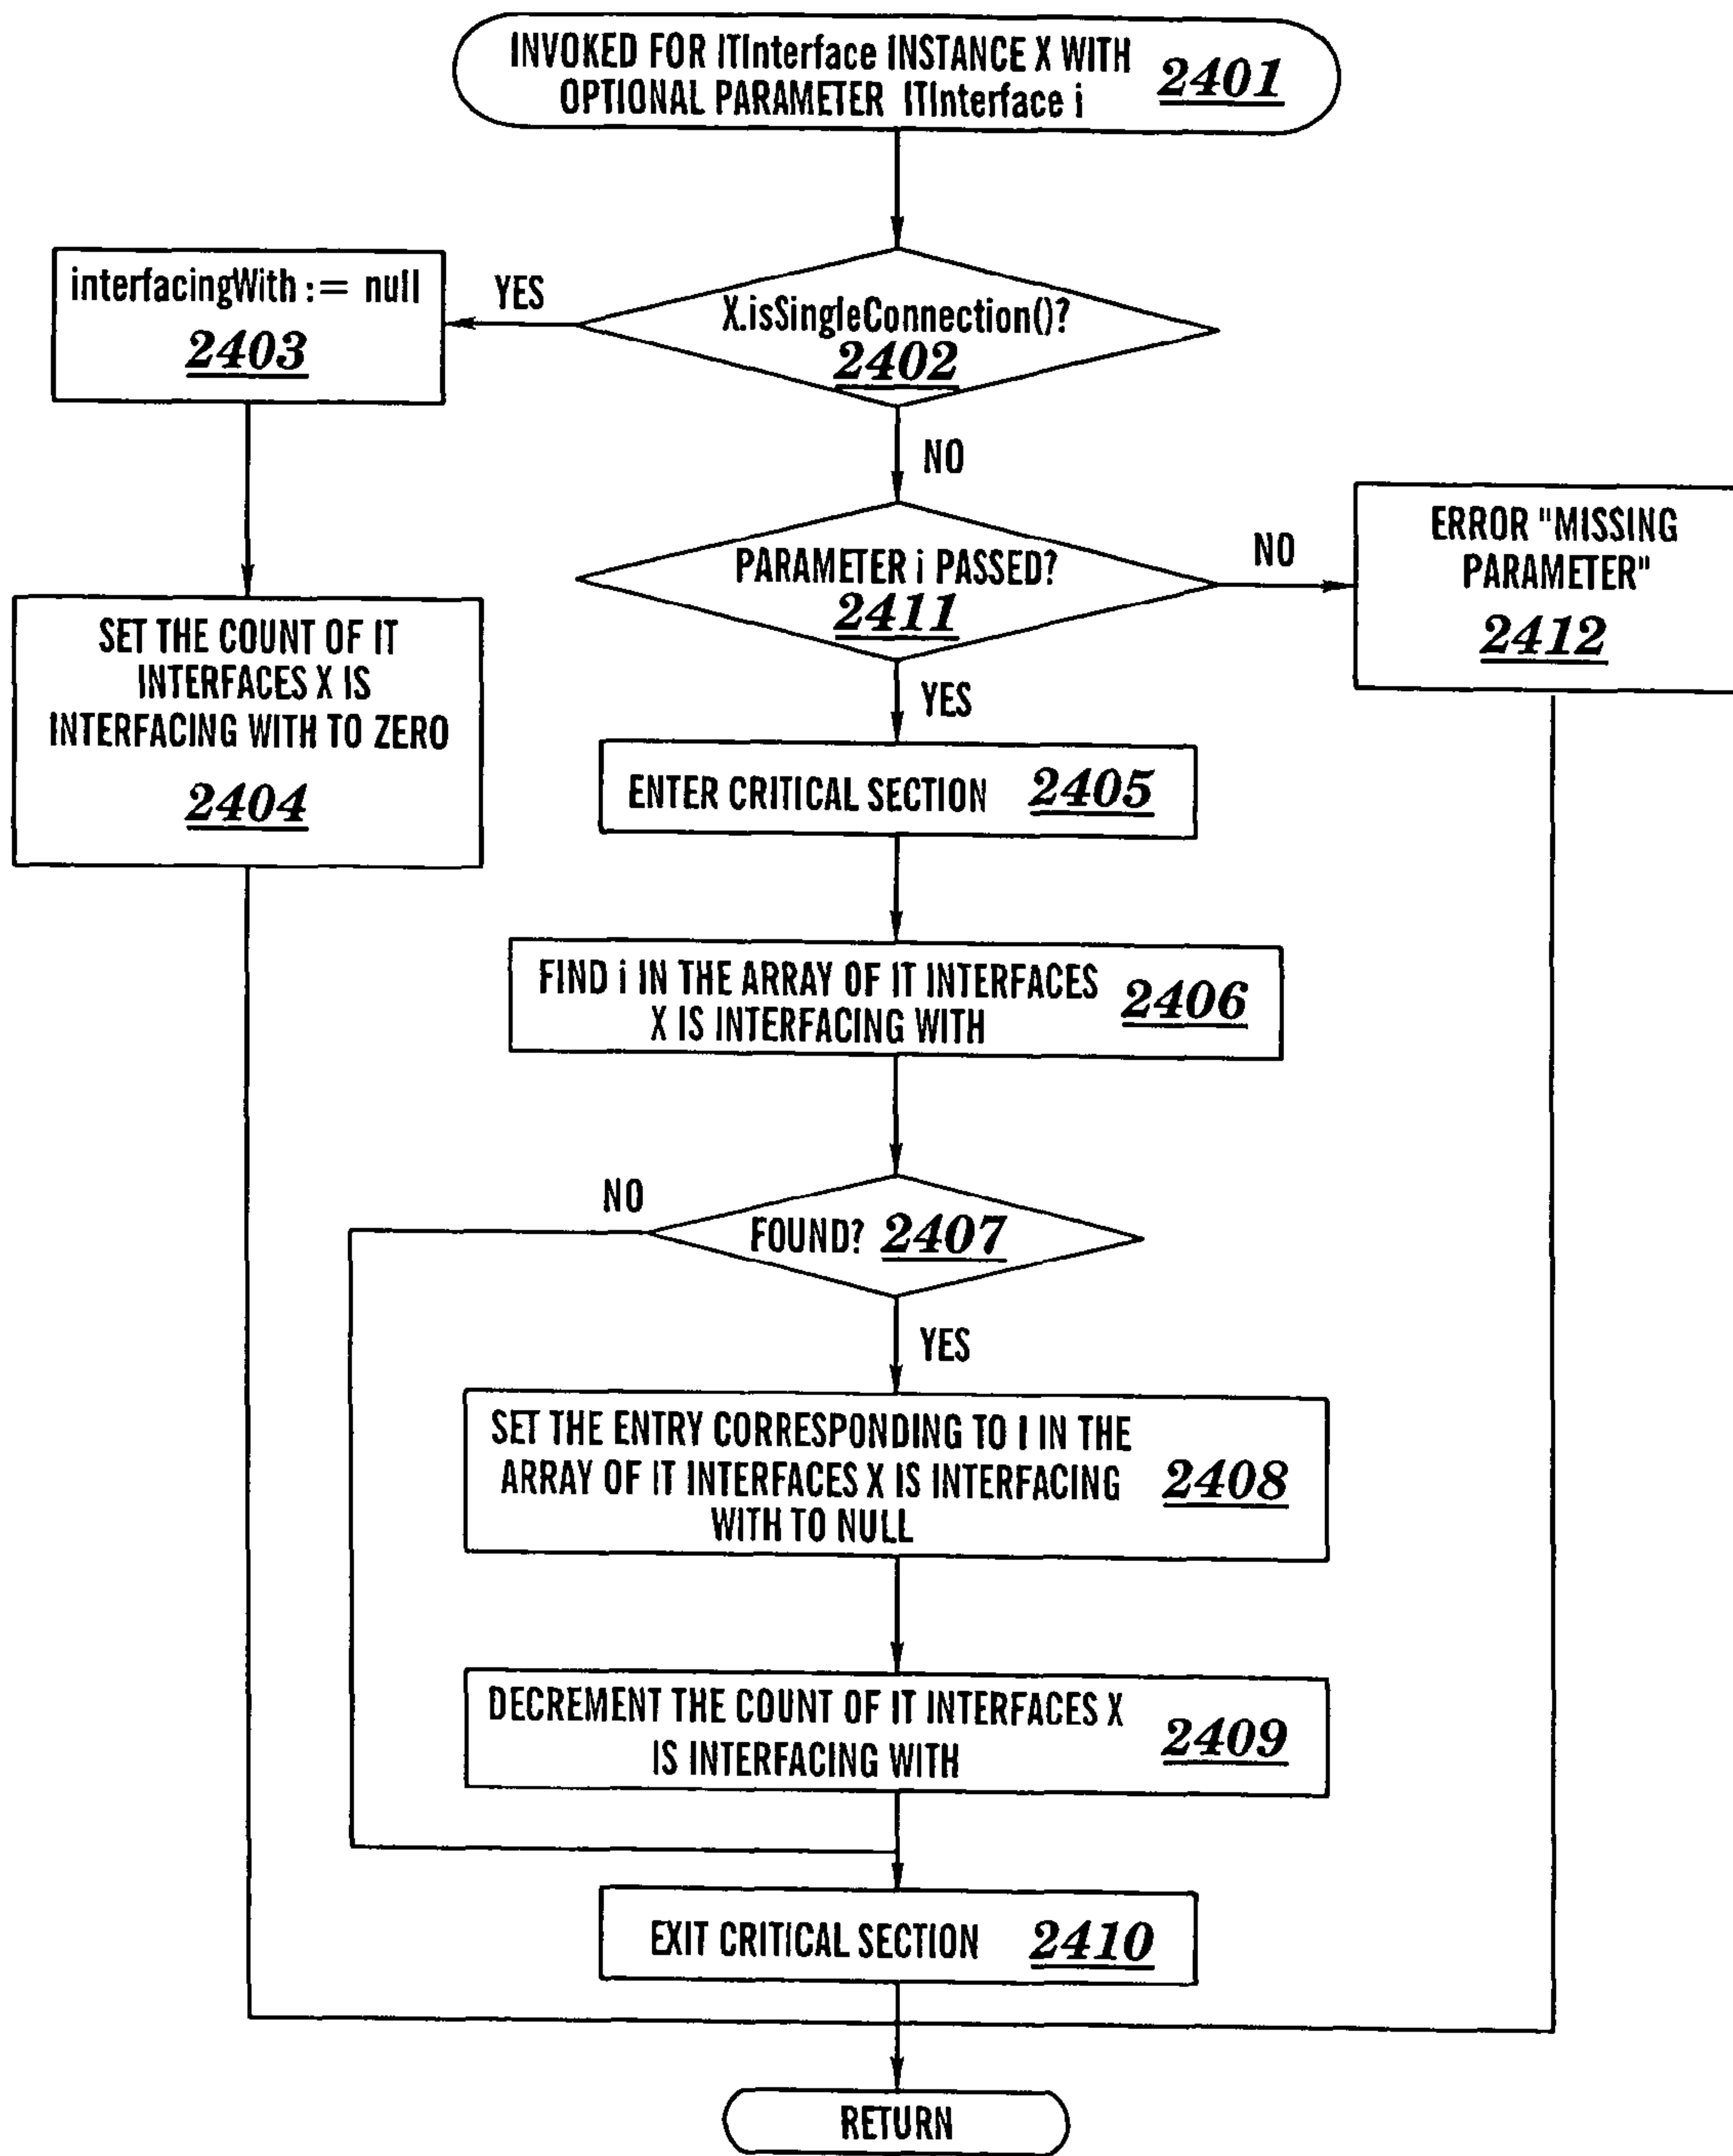 INVOKED FOR ITInterface INSTANCE X WITH
OPTIONAL PARAMETER ITInterface i
2401
interfacingWith := null
2403
YES
X.isSingleConnection()?
2402
NO
PARAMETER i PASSED?
2411
NO
ERROR "MISSING
PARAMETER"
2412
SET THE COUNT OF IT
INTERFACES X IS
INTERFACING WITH TO ZERO
2404
YES
ENTER CRITICAL SECTION 2405
FIND i IN THE ARRAY OF IT INTERFACES
X IS INTERFACING WITH
2406
NO
FOUND? 2407
YES
SET THE ENTRY CORRESPONDING TO I IN THE
ARRAY OF IT INTERFACES X IS INTERFACING
WITH TO NULL
2408
DECREMENT THE COUNT OF IT INTERFACES X
IS INTERFACING WITH
2409
EXIT CRITICAL SECTION 2410
RETURN